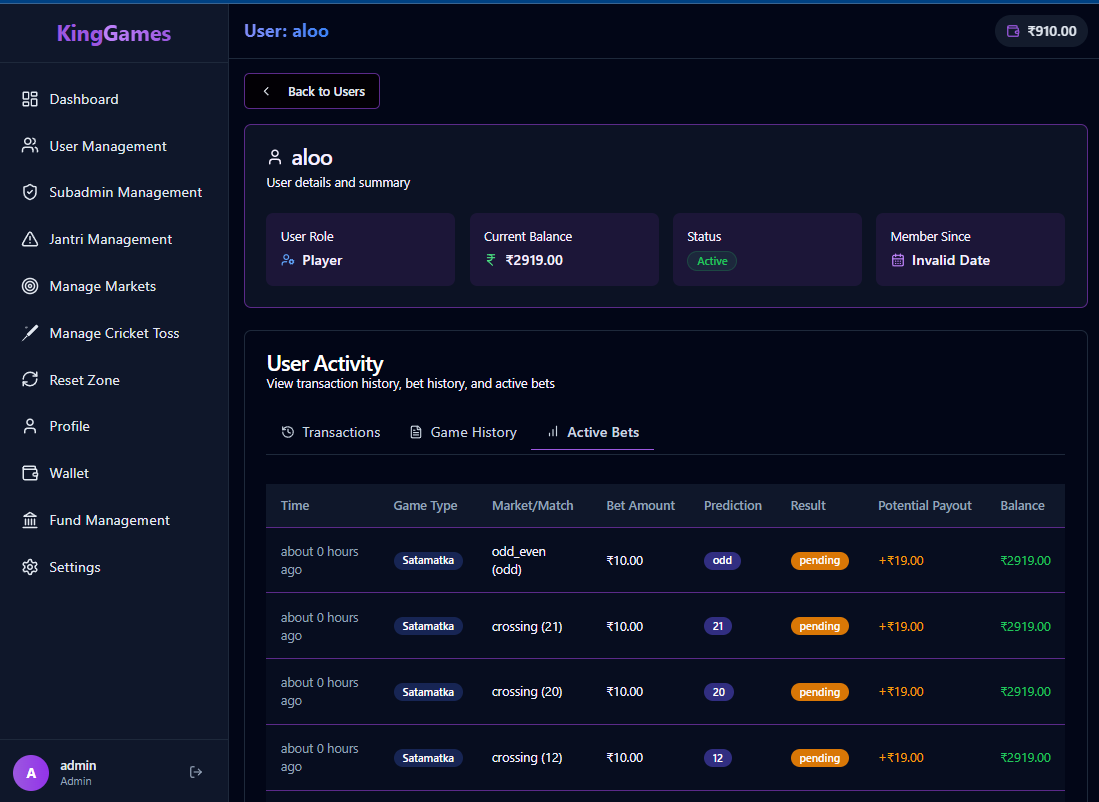 KingGames
User: aloo
₹910.00
Dashboard
User Management
Subadmin Management
Jantri Management
Manage Markets
Manage Cricket Toss
Reset Zone
Profile
Wallet
Fund Management
Settings
A
admin
Admin
Back to Users
aloo
User details and summary
User Role
Player
Current Balance
₹ ₹2919.00
Status
Active
Member Since
Invalid Date
User Activity
View transaction history, bet history, and active bets
Transactions Game History Active Bets
Time Game Type Market/Match Bet Amount Prediction Result Potential Payout Balance
about 0 hours
ago
Satamatka
odd_even
(odd)
₹10.00 odd pending +₹19.00 ₹2919.00
about 0 hours
ago
Satamatka crossing (21) ₹10.00 21 pending +₹19.00 ₹2919.00
about 0 hours
ago
Satamatka crossing (20) ₹10.00 20 pending +₹19.00 ₹2919.00
about 0 hours
ago
Satamatka crossing (12) ₹10.00 12 pending +₹19.00 ₹2919.00